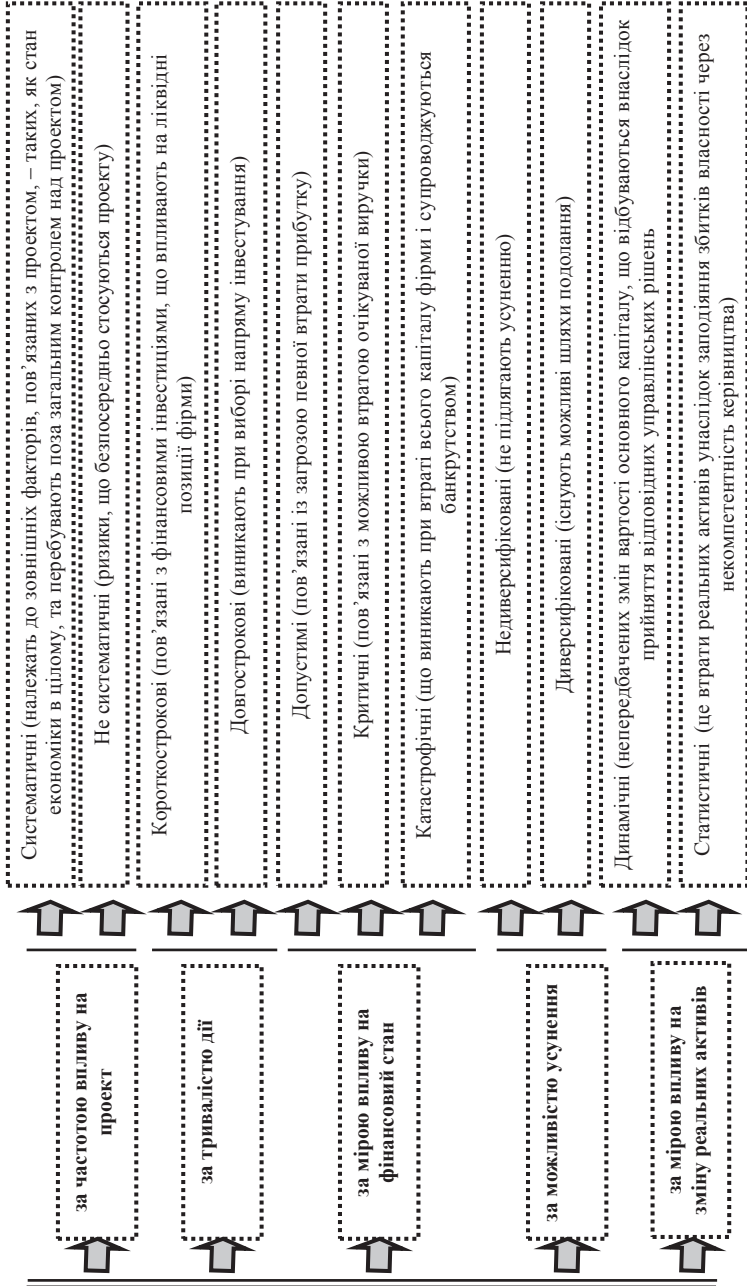 за частотою впливу на
проект
Систематичні (належать до зовнішніх факторів, пов’язаних з проектом, – таких, як стан
економіки в цілому, та перебувають поза загальним контролем над проектом)
Не систематичні (ризики, що безпосередньо стосуються проекту)
за тривалістю дії
Короткострокові (пов’язані з фінансовими інвестиціями, що впливають на ліквідні
позиції фірми)
Довгострокові (виникають при виборі напряму інвестування)
за мірою впливу на
фінансовий стан
Допустимі (пов’язані із загрозою певної втрати прибутку)
Критичні (пов’язані з можливою втратою очікуваної виручки)
Катастрофічні (що виникають при втраті всього капіталу фірми і супроводжуються
банкрутством)
за можливістю усунення
Недиверсифіковані (не підлягають усуненню)
Диверсифіковані (існують можливі шляхи подолання)
за мірою впливу на
зміну реальних активів
Динамічні (непередбачених змін вартості основного капіталу, що відбуваються внаслідок
прийняття відповідних управлінських рішень
Статистичні (це втрати реальних активів унаслідок заподіяння збитків власності через
некомпетентність керівництва)